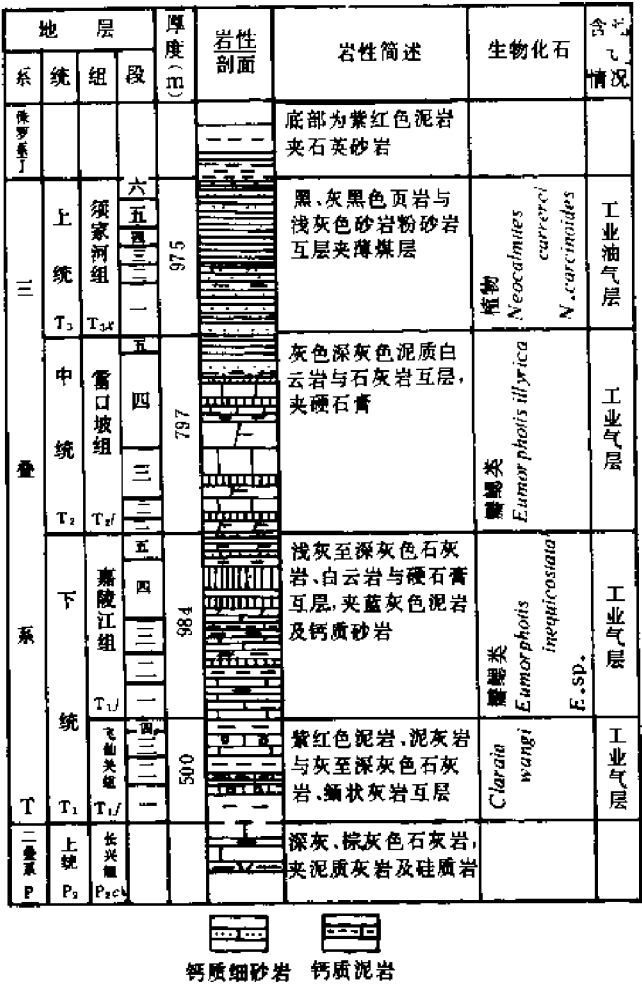 地 层
厚度(m)
岩性剖面
岩性简述
生物化石
情况
系 统 组 段
底部为紫红色泥岩
夹石英砂岩
三叠系 T
上统 T₃
须家河组
六
五
四
三
二
一
975
黑、灰黑色页岩与
浅灰色砂岩粉砂岩
互层夹薄煤层
植物
Neocalmites
carrerei
N.carcinoides
工业油气层
中统 T₂
雷口坡组 T₂l
五
四
三
二
一
797
灰色深灰色泥质白
云岩与石灰岩互层,
夹硬石膏
瓣鳃类
Eumorphotis illyrica
工业气层
下统 T₁
嘉陵江组 T₁j
五
四
三
二
一
984
浅灰至深灰色石灰
岩、白云岩与硬石膏
互层,夹蓝灰色泥岩
及钙质砂岩
瓣鳃类
Eumorphotis
inequicostata
E.sp.
工业气层
飞仙关组 T₁f
四
三
二
一
500
紫红色泥岩、泥灰岩
与灰至深灰色石灰
岩、鲕状灰岩互层
Claraia
wangi
工业气层
二叠系 P
上统 P₂
长兴组
深灰、棕灰色石灰岩,
夹泥质灰岩及硅质岩
钙质细砂岩 钙质泥岩